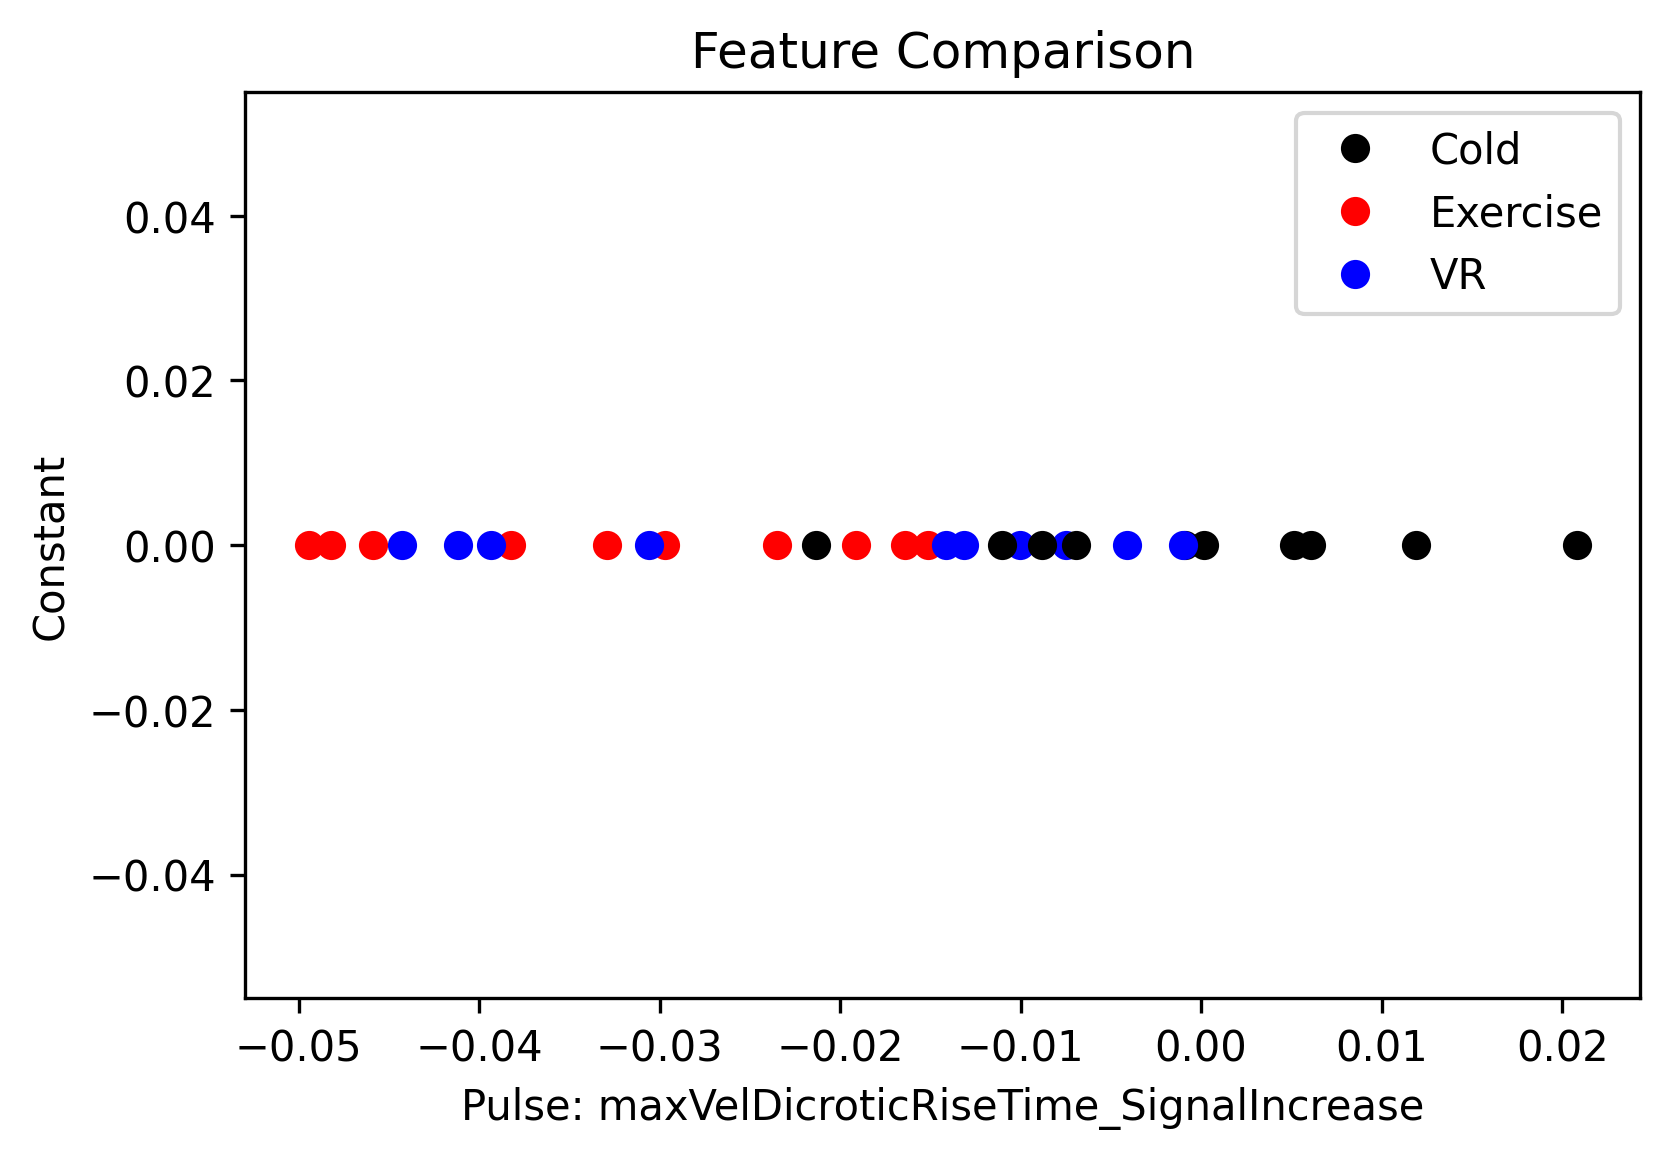 Feature Comparison
Cold
Exercise
VR
0.04
0.02
0.00
−0.02
−0.04
Constant
−0.05 −0.04 −0.03 −0.02 −0.01 0.00 0.01 0.02
Pulse: maxVelDicroticRiseTime_SignalIncrease